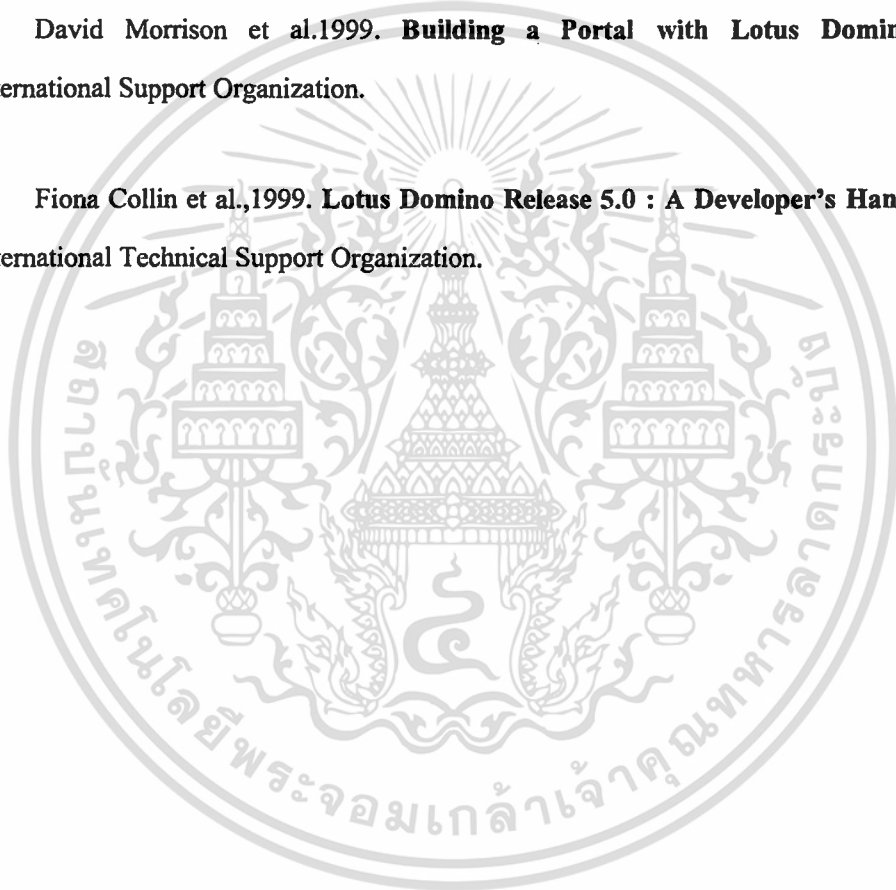 David Morrison et al.1999. Building a Portal with Lotus Domin
ternational Support Organization.
Fiona Collin et al.,1999. Lotus Domino Release 5.0 : A Developer's Han
ternational Technical Support Organization.
สถาบันเทคโนโลยีพระจอมเกล้าเจ้าคุณทหารลาดกระบัง
๔